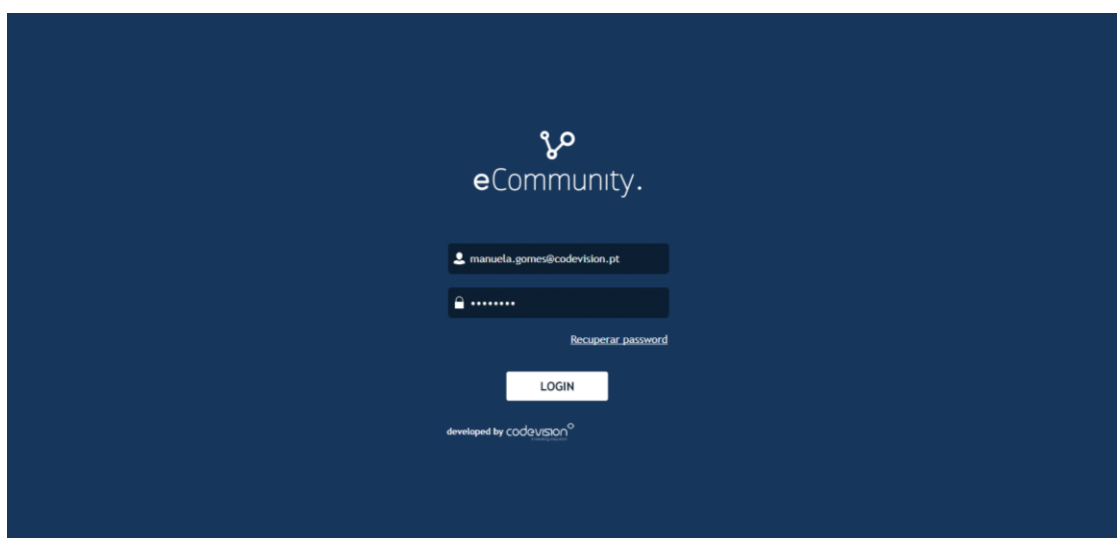 eCommunity.
manuela.gomes@codevision.pt
••••••••
Recuperar password
LOGIN
developed by codevision